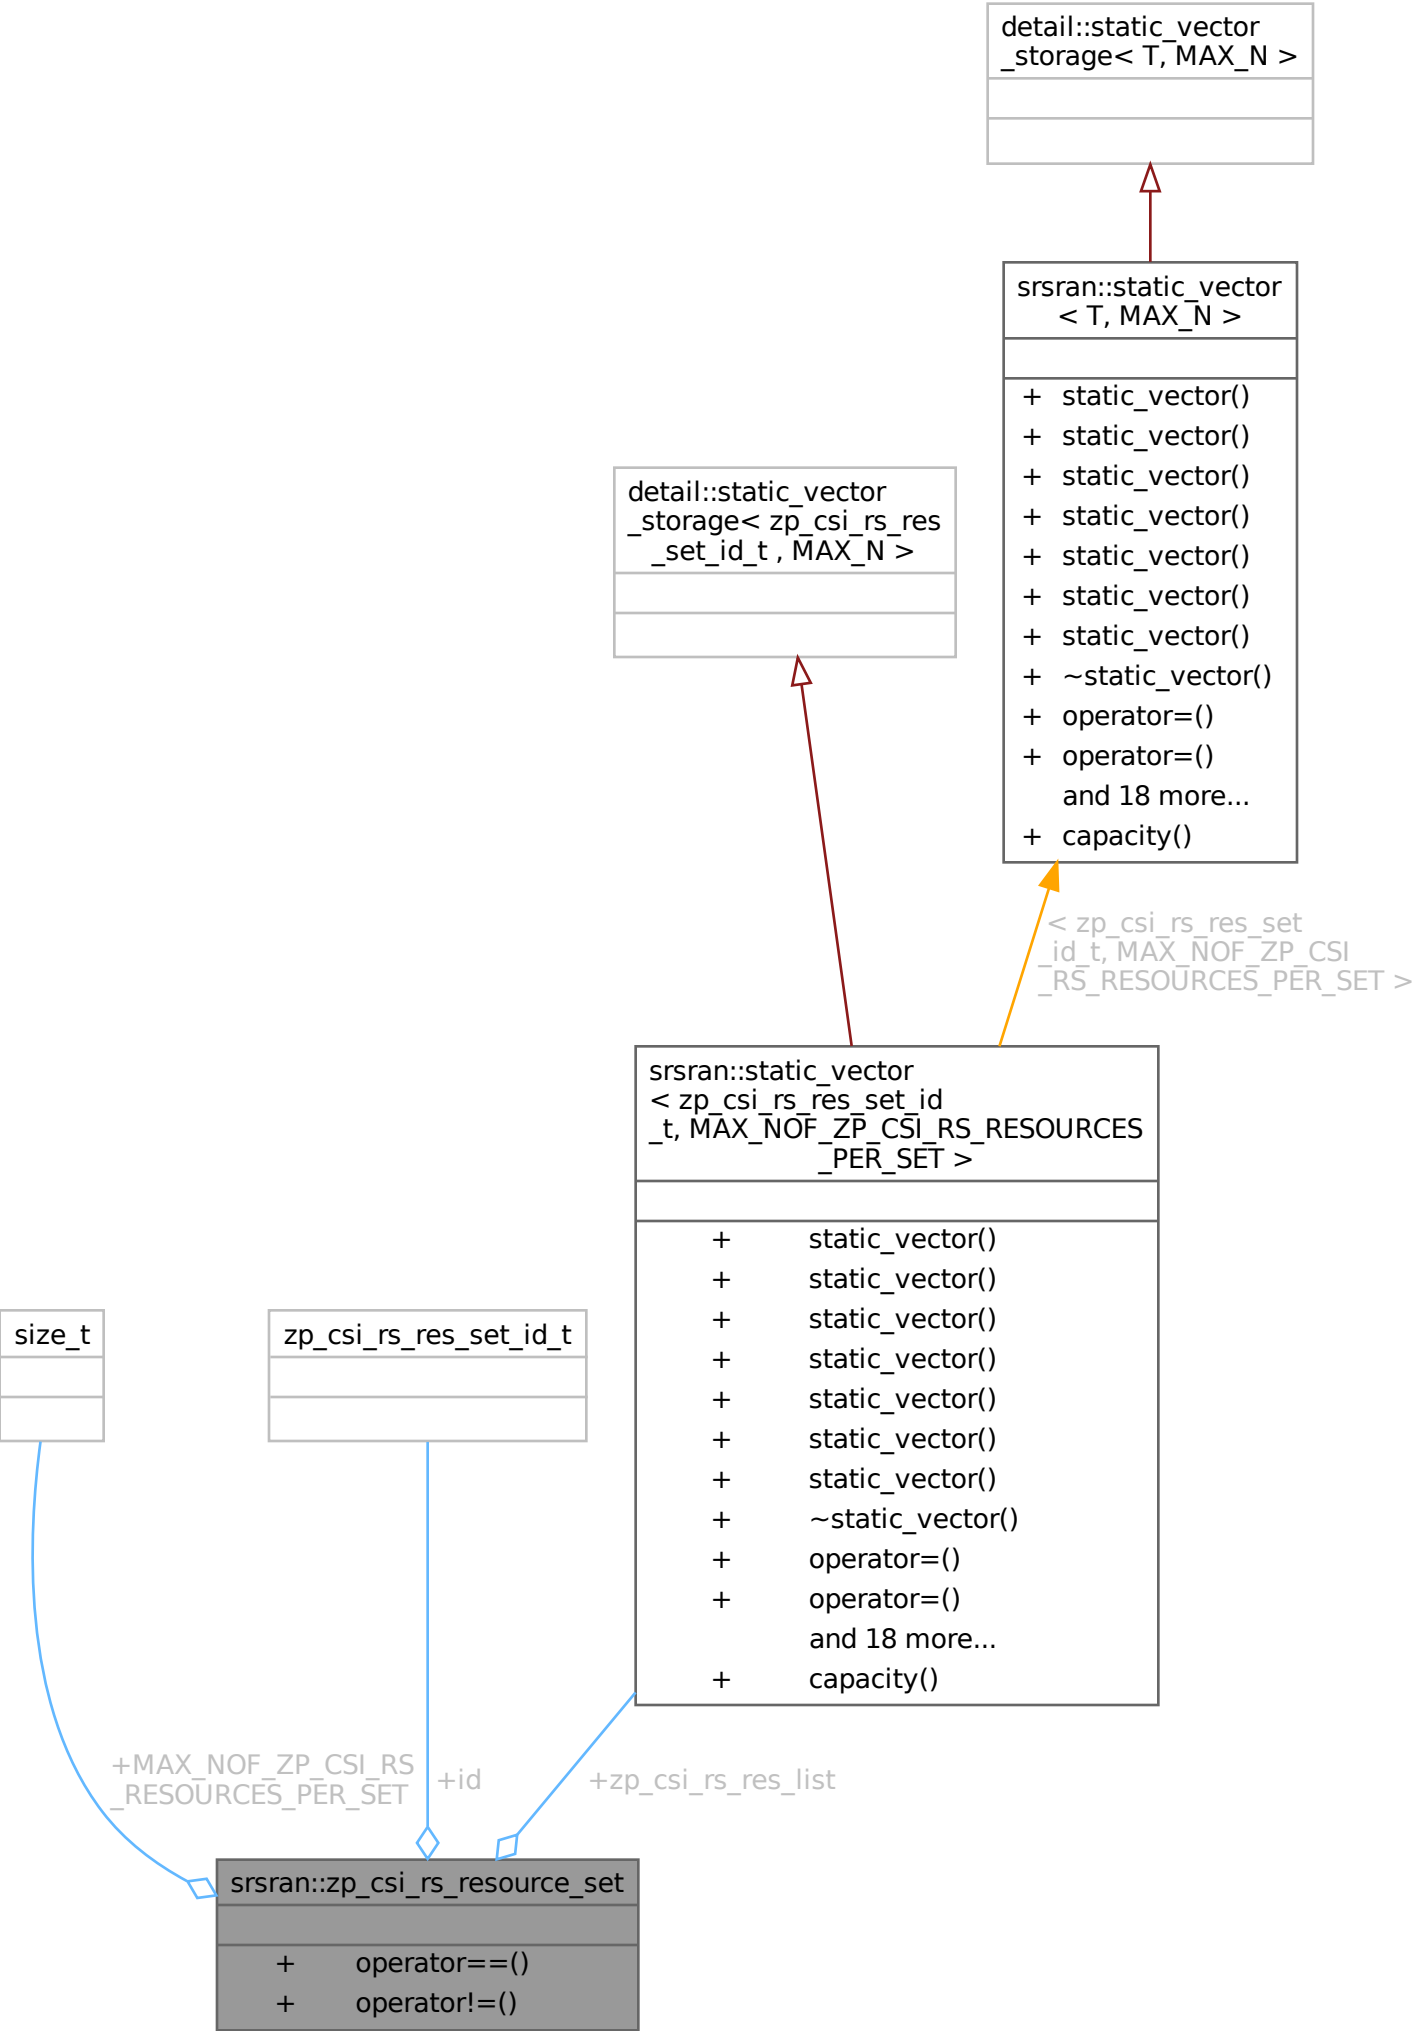 detail::static_vector
_storage< T, MAX_N >
srsran::static_vector
< T, MAX_N >
+ static_vector()
+ static_vector()
+ static_vector()
+ static_vector()
+ static_vector()
+ static_vector()
+ static_vector()
+ ~static_vector()
+ operator=()
+ operator=()
and 18 more...
+ capacity()
detail::static_vector
_storage< zp_csi_rs_res
_set_id_t , MAX_N >
< zp_csi_rs_res_set
_id_t, MAX_NOF_ZP_CSI
_RS_RESOURCES_PER_SET >
srsran::static_vector
< zp_csi_rs_res_set_id
_t, MAX_NOF_ZP_CSI_RS_RESOURCES
_PER_SET >
+ static_vector()
+ static_vector()
+ static_vector()
+ static_vector()
+ static_vector()
+ static_vector()
+ static_vector()
+ ~static_vector()
+ operator=()
+ operator=()
and 18 more...
+ capacity()
size_t
zp_csi_rs_res_set_id_t
+MAX_NOF_ZP_CSI_RS
_RESOURCES_PER_SET
+id
+zp_csi_rs_res_list
srsran::zp_csi_rs_resource_set
+ operator==()
+ operator!=()